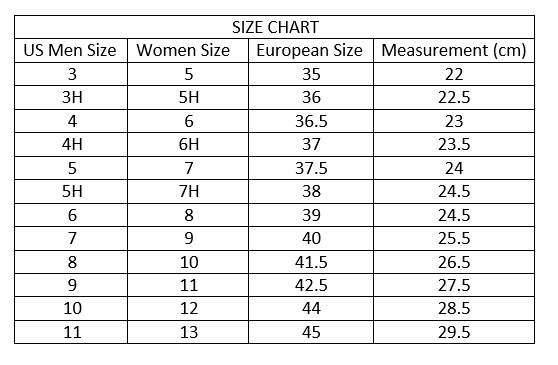 SIZE CHART
US Men Size Women Size European Size Measurement (cm)
3 5 35 22
3H 5H 36 22.5
4 6 36.5 23
4H 6H 37 23.5
5 7 37.5 24
5H 7H 38 24.5
6 8 39 24.5
7 9 40 25.5
8 10 41.5 26.5
9 11 42.5 27.5
10 12 44 28.5
11 13 45 29.5